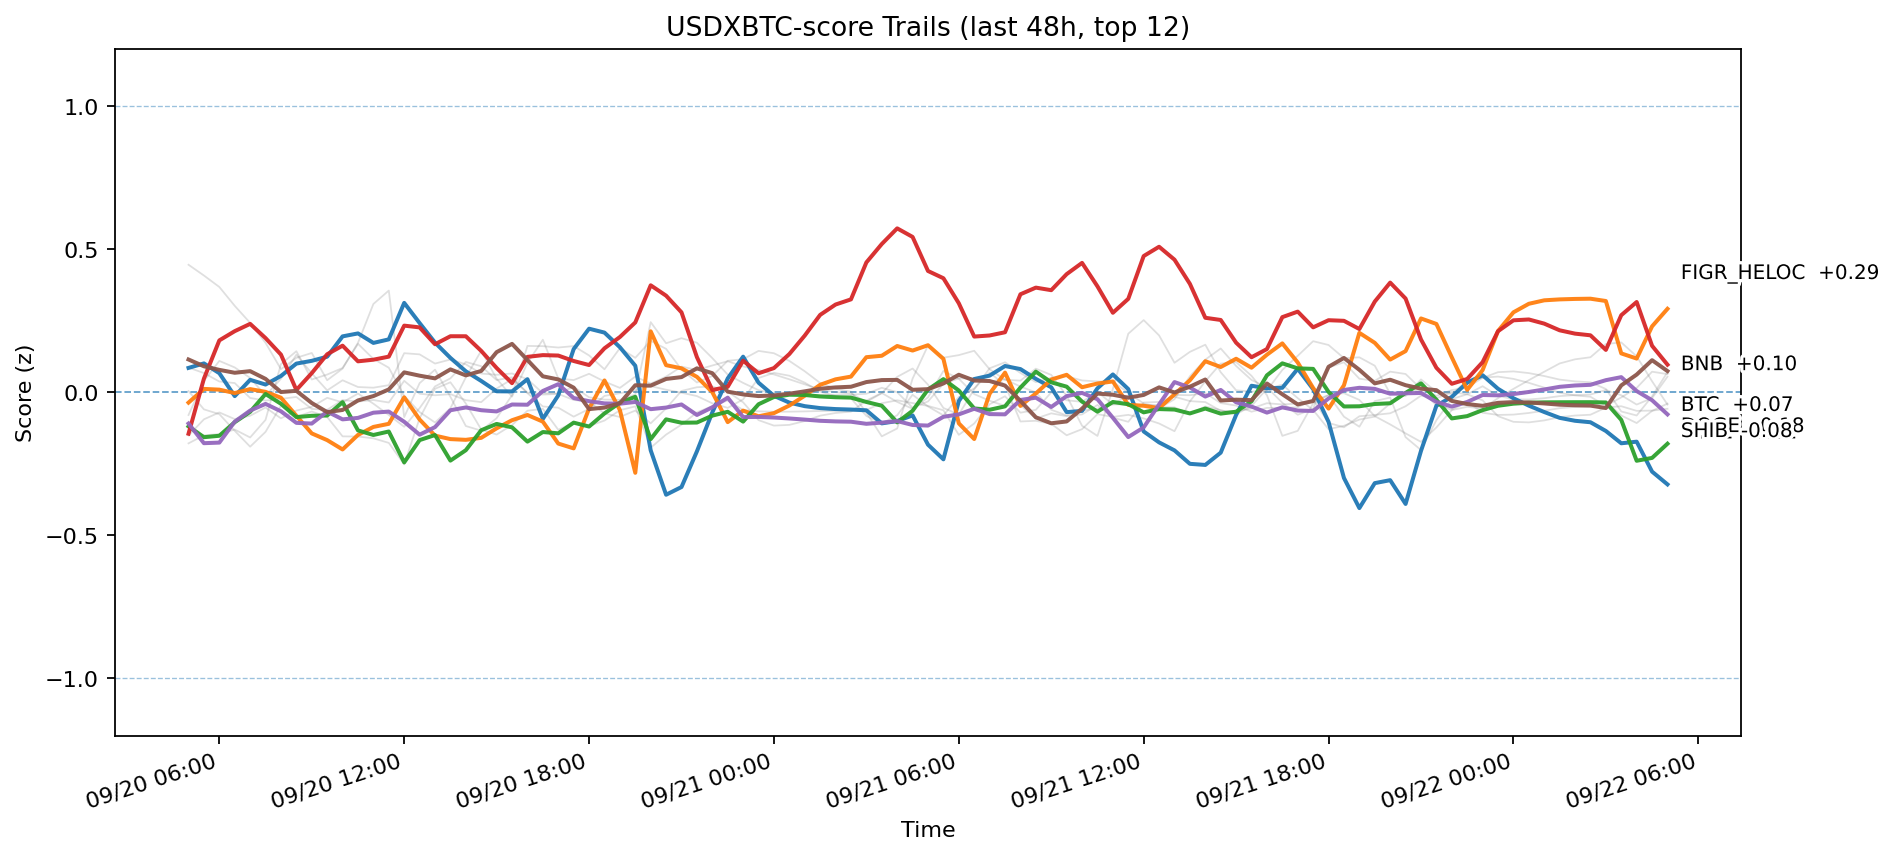 USDXBTC-score Trails (last 48h, top 12)
Score (z)
1.0
0.5
0.0
−0.5
−1.0
FIGR_HELOC +0.29
BNB +0.10
BTC +0.07
SHIB -0.08
09/20 06:00
09/20 12:00
09/20 18:00
09/21 00:00
09/21 06:00
09/21 12:00
09/21 18:00
09/22 00:00
09/22 06:00
Time